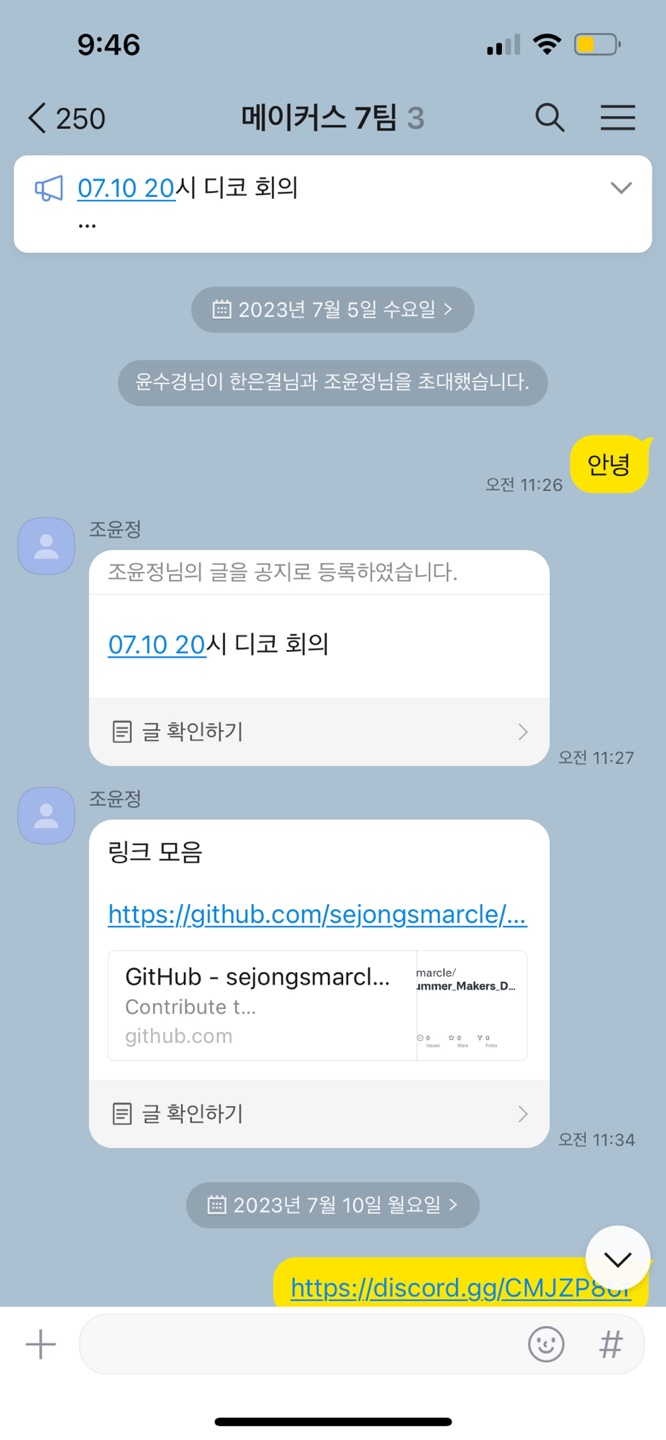 9:46
250
메이커스 7팀 3
07.10 20시 디코 회의
...
2023년 7월 5일 수요일 >
윤수경님이 한은결님과 조윤정님을 초대했습니다.
안녕
오전 11:26
조윤정
조윤정님의 글을 공지로 등록하였습니다.
07.10 20시 디코 회의
글 확인하기
오전 11:27
조윤정
링크 모음
https://github.com/sejongsmarcle/...
GitHub - sejongsmarcl...
Contribute t...
github.com
marcle/
ummer_Makers_D...
0 0 0
Issues Stars Forks
글 확인하기
오전 11:34
2023년 7월 10일 월요일 >
https://discord.gg/
#